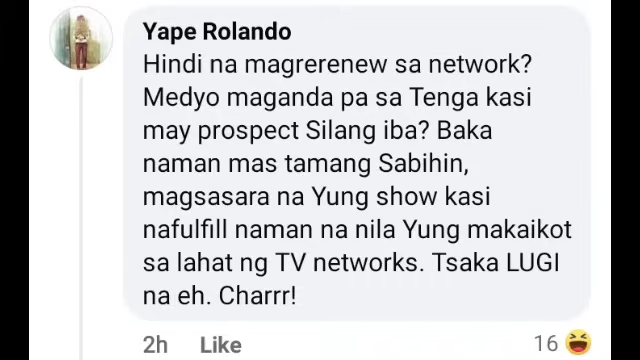 Yape Rolando
Hindi na magrerenew sa network?
Medyo maganda pa sa Tenga kasi
may prospect Silang iba? Baka
naman mas tamang Sabihin,
magsasara na Yung show kasi
nafulfill naman na nila Yung makaikot
sa lahat ng TV networks. Tsaka LUGI
na eh. Charrr!
2h Like 16